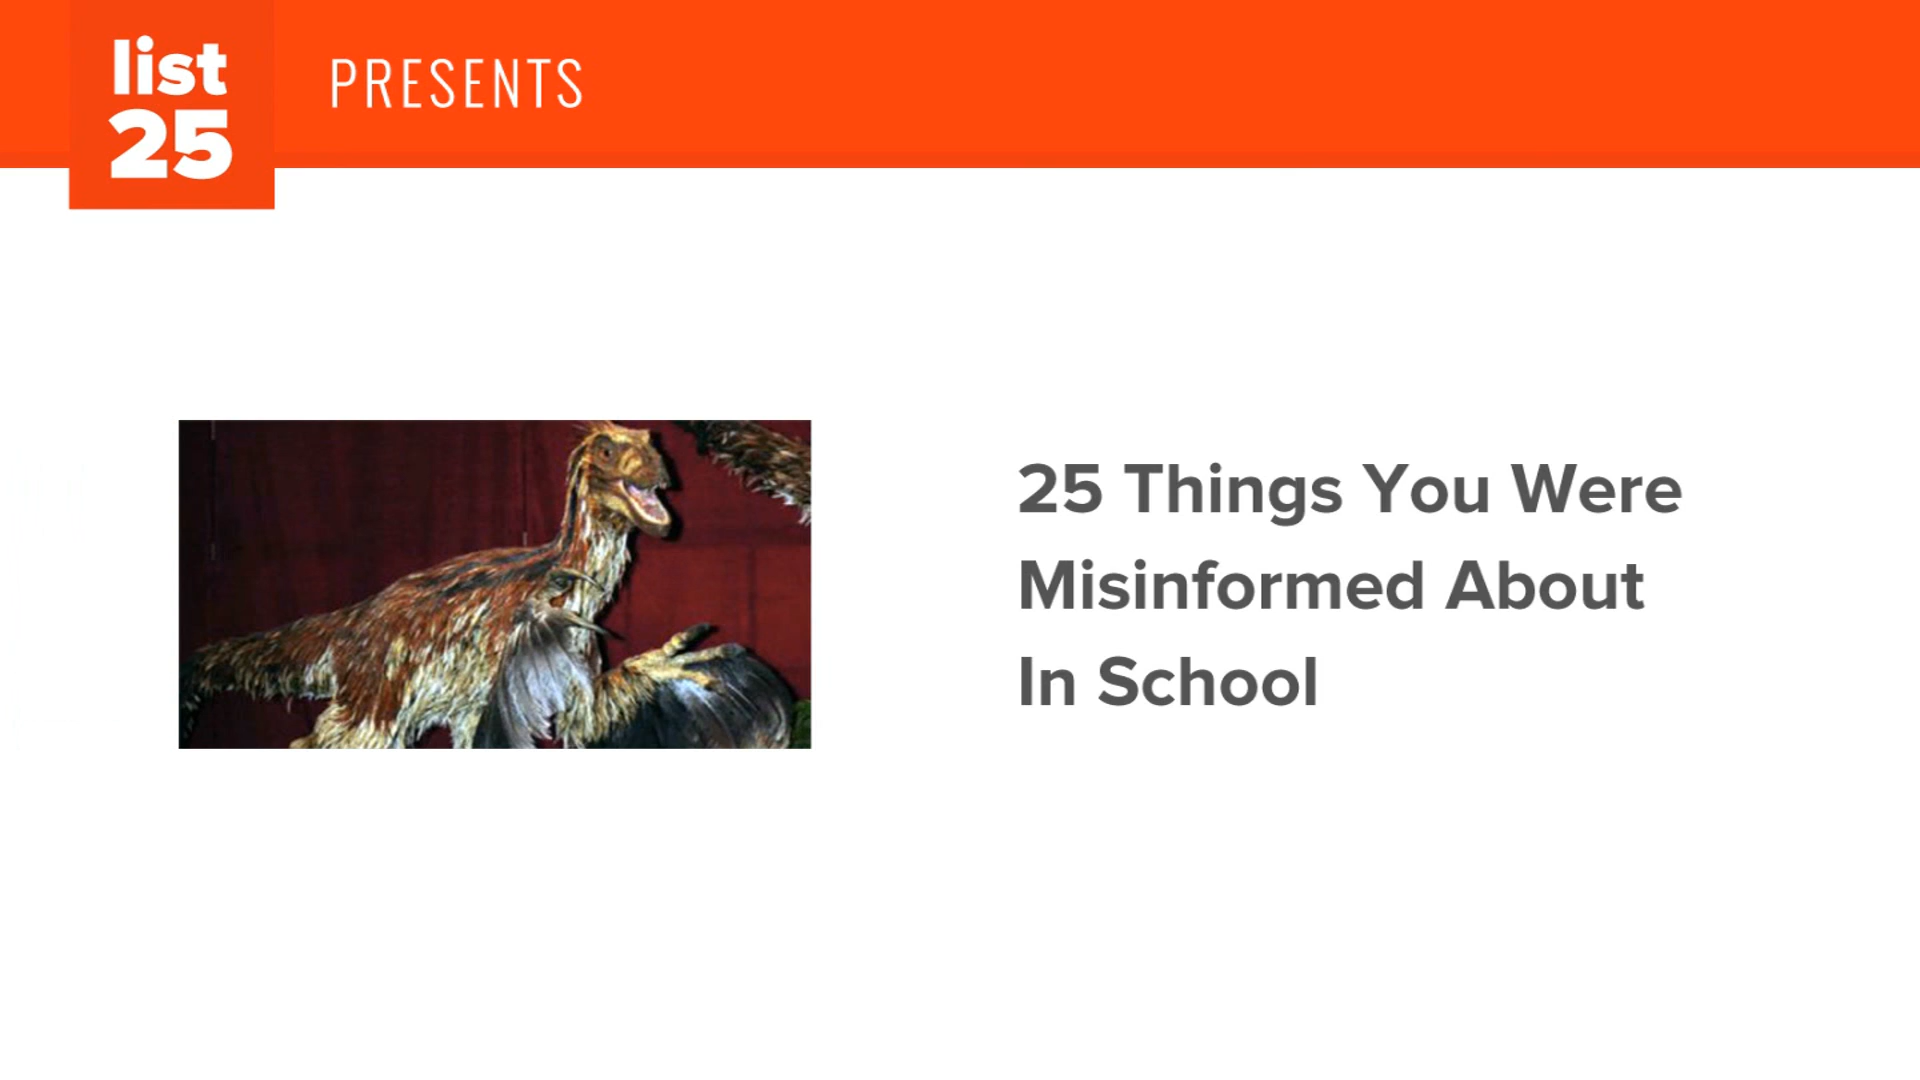 list
25
PRESENTS
25 Things You Were
Misinformed About
In School